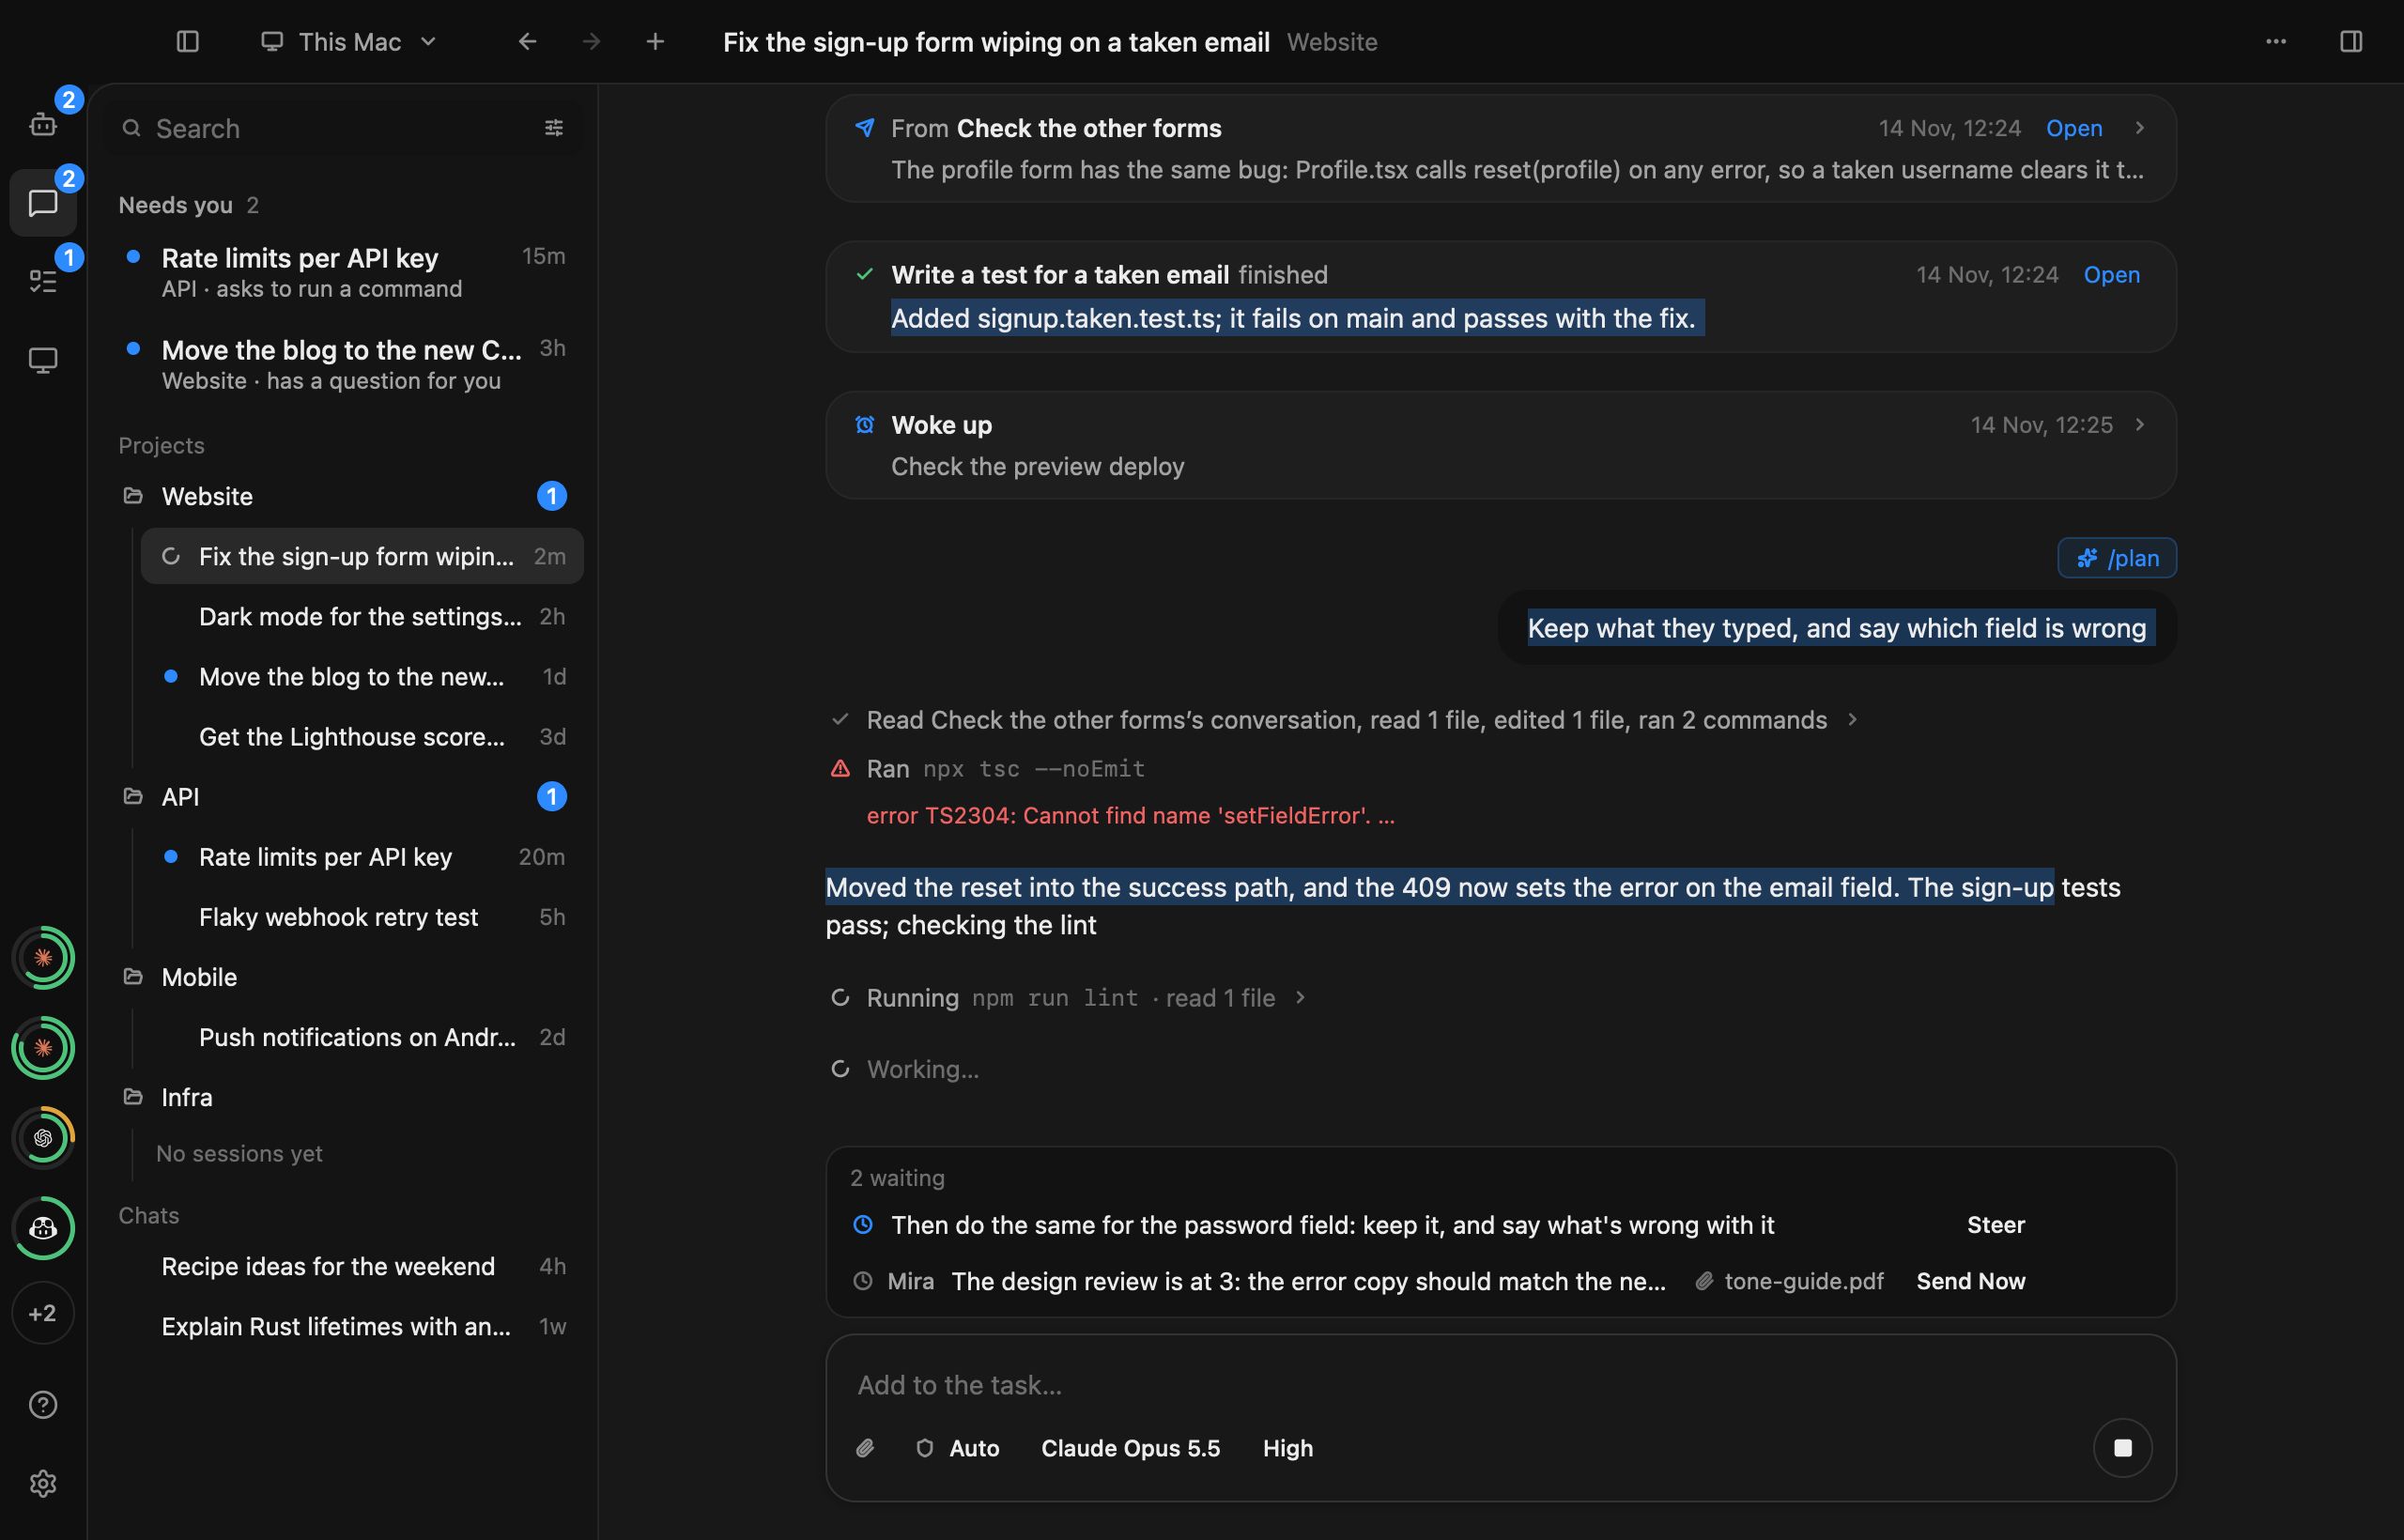 This Mac
Fix the sign-up form wiping on a taken email Website
2
2
1
Search
Needs you 2
Rate limits per API key 15m
API · asks to run a command
Move the blog to the new C... 3h
Website · has a question for you
Projects
Website 1
Fix the sign-up form wipin... 2m
Dark mode for the settings... 2h
Move the blog to the new... 1d
Get the Lighthouse score... 3d
API 1
Rate limits per API key 20m
Flaky webhook retry test 5h
Mobile
Push notifications on Andr... 2d
Infra
No sessions yet
Chats
Recipe ideas for the weekend 4h
Explain Rust lifetimes with an... 1w
+2
From Check the other forms 14 Nov, 12:24 Open
The profile form has the same bug: Profile.tsx calls reset(profile) on any error, so a taken username clears it t...
Write a test for a taken email finished 14 Nov, 12:24 Open
Added signup.taken.test.ts; it fails on main and passes with the fix.
Woke up 14 Nov, 12:25
Check the preview deploy
/plan
Keep what they typed, and say which field is wrong
Read Check the other forms’s conversation, read 1 file, edited 1 file, ran 2 commands
Ran npx tsc --noEmit
error TS2304: Cannot find name 'setFieldError'. ...
Moved the reset into the success path, and the 409 now sets the error on the email field. The sign-up tests
pass; checking the lint
Running npm run lint · read 1 file
Working...
2 waiting
Then do the same for the password field: keep it, and say what's wrong with it Steer
Mira The design review is at 3: the error copy should match the ne... tone-guide.pdf Send Now
Add to the task...
Auto Claude Opus 5.5 High